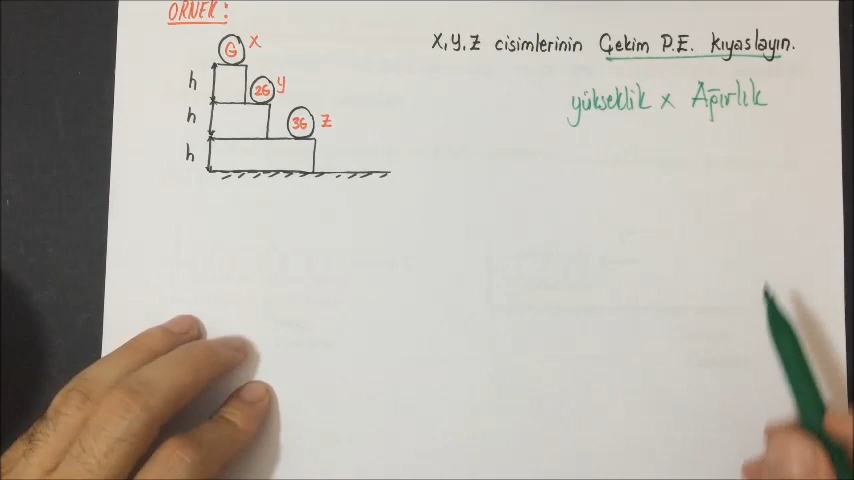 ÖRNEK:
G X
h 2G Y
h 3G Z
h
X, Y, Z cisimlerinin Çekim P.E. kıyaslayın.
yükseklik x Ağırlık